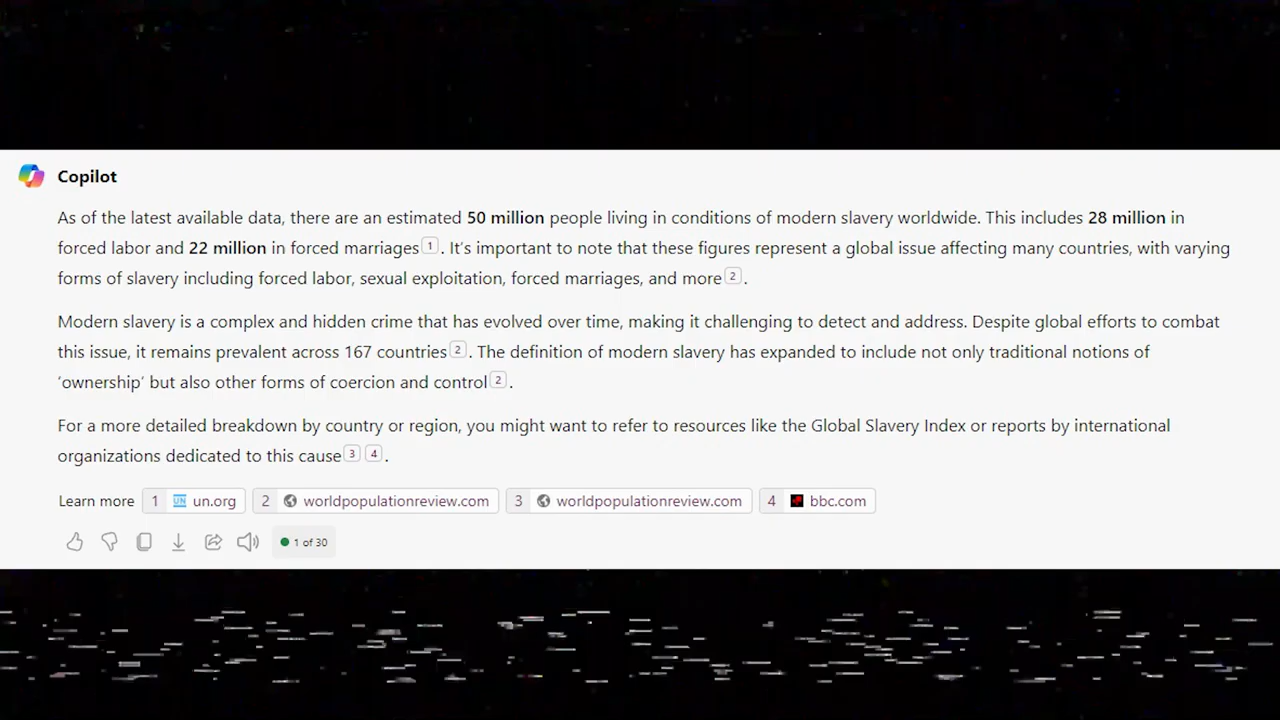 Copilot
As of the latest available data, there are an estimated 50 million people living in conditions of modern slavery worldwide. This includes 28 million in
forced labor and 22 million in forced marriages 1 . It's important to note that these figures represent a global issue affecting many countries, with varying
forms of slavery including forced labor, sexual exploitation, forced marriages, and more 2 .
Modern slavery is a complex and hidden crime that has evolved over time, making it challenging to detect and address. Despite global efforts to combat
this issue, it remains prevalent across 167 countries 2 . The definition of modern slavery has expanded to include not only traditional notions of
‘ownership’ but also other forms of coercion and control 2 .
For a more detailed breakdown by country or region, you might want to refer to resources like the Global Slavery Index or reports by international
organizations dedicated to this cause 3 4 .
Learn more 1 UN un.org 2 worldpopulationreview.com 3 worldpopulationreview.com 4 bbc.com
1 of 30